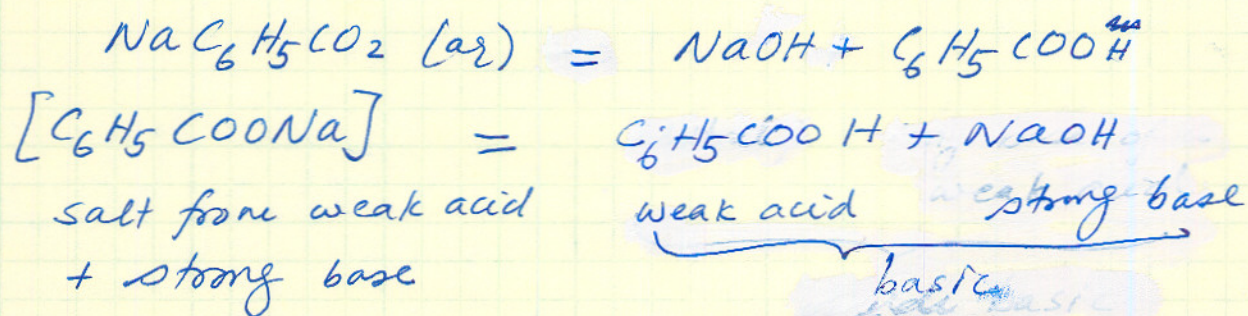 NaC6H5CO2 (aq) = NaOH + C6H5COOH
[C6H5COONa] = C6H5COOH + NaOH
salt from weak acid weak acid strong base
+ strong base basic